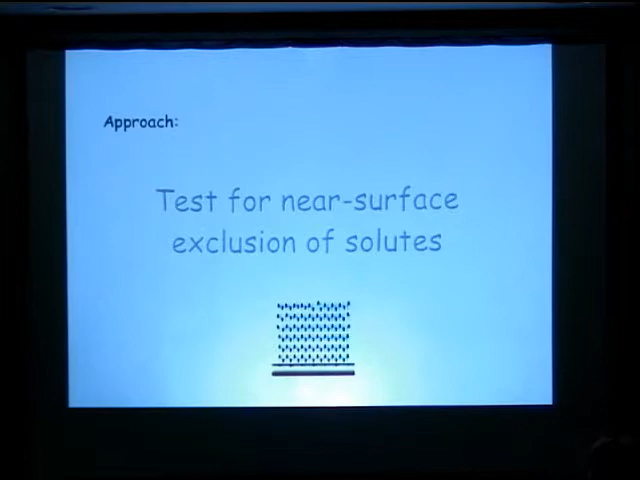 Approach:
Test for near-surface
exclusion of solutes